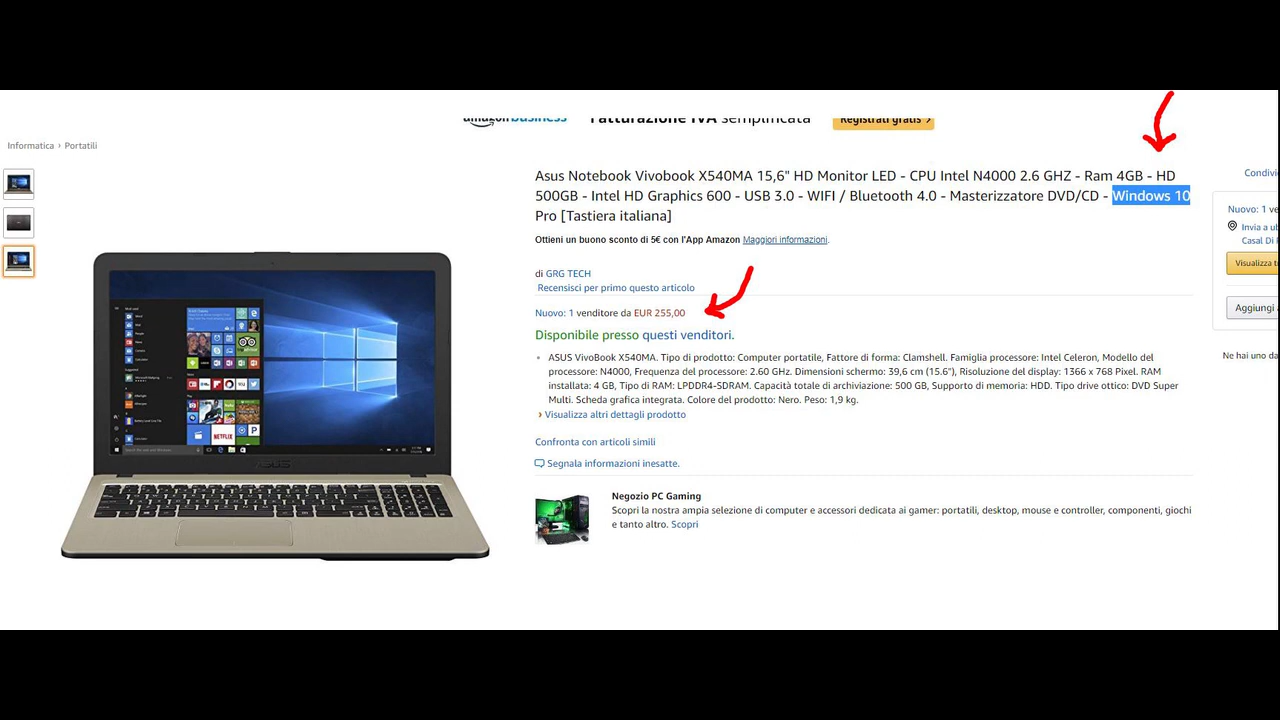 amazon business Fatturazione IVA semplificata Registrati gratis ›
Informatica › Portatili
Asus Notebook Vivobook X540MA 15,6" HD Monitor LED - CPU Intel N4000 2.6 GHZ - Ram 4GB - HD
500GB - Intel HD Graphics 600 - USB 3.0 - WIFI / Bluetooth 4.0 - Masterizzatore DVD/CD - Windows 10
Pro [Tastiera italiana]
Ottieni un buono sconto di 5€ con l'App Amazon Maggiori informazioni.
di GRG TECH
Recensisci per primo questo articolo
Nuovo: 1 venditore da EUR 255,00
Disponibile presso questi venditori.
• ASUS VivoBook X540MA. Tipo di prodotto: Computer portatile, Fattore di forma: Clamshell. Famiglia processore: Intel Celeron, Modello del
processore: N4000, Frequenza del processore: 2.60 GHz. Dimensioni schermo: 39,6 cm (15.6"), Risoluzione del display: 1366 x 768 Pixel. RAM
installata: 4 GB, Tipo di RAM: LPDDR4-SDRAM. Capacità totale di archiviazione: 500 GB, Supporto di memoria: HDD. Tipo drive ottico: DVD Super
Multi. Scheda grafica integrata. Colore del prodotto: Nero. Peso: 1,9 kg.
› Visualizza altri dettagli prodotto
Confronta con articoli simili
Segnala informazioni inesatte.
Negozio PC Gaming
Scopri la nostra ampia selezione di computer e accessori dedicata ai gamer: portatili, desktop, mouse e controller, componenti, giochi
e tanto altro. Scopri
Condivi
Nuovo: 1 ve
Invia a ub
Casal Di
Visualizza t
Aggiungi
Ne hai uno da
NETFLIX
ASUS